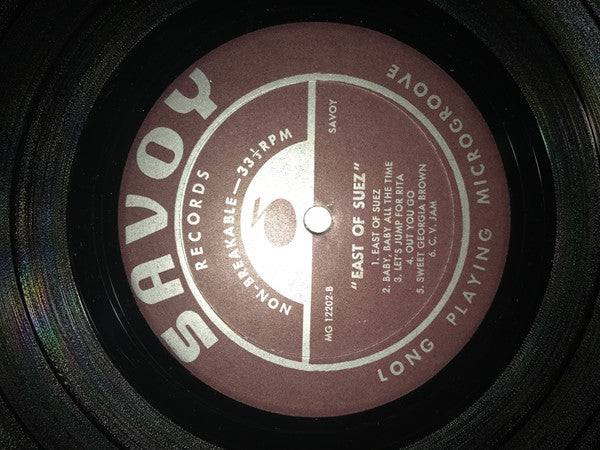 SAVOY
RECORDS
NON-BREAKABLE—33 1/3 RPM
MG 12202-B
SAVOY
"EAST OF SUEZ"
1. EAST OF SUEZ
2. BABY, BABY ALL THE TIME
3. LET'S JUMP FOR RITA
4. OUT YOU GO
5. SWEET GEORGIA BROWN
6. C. V. JAM
LONG PLAYING MICROGROOVE